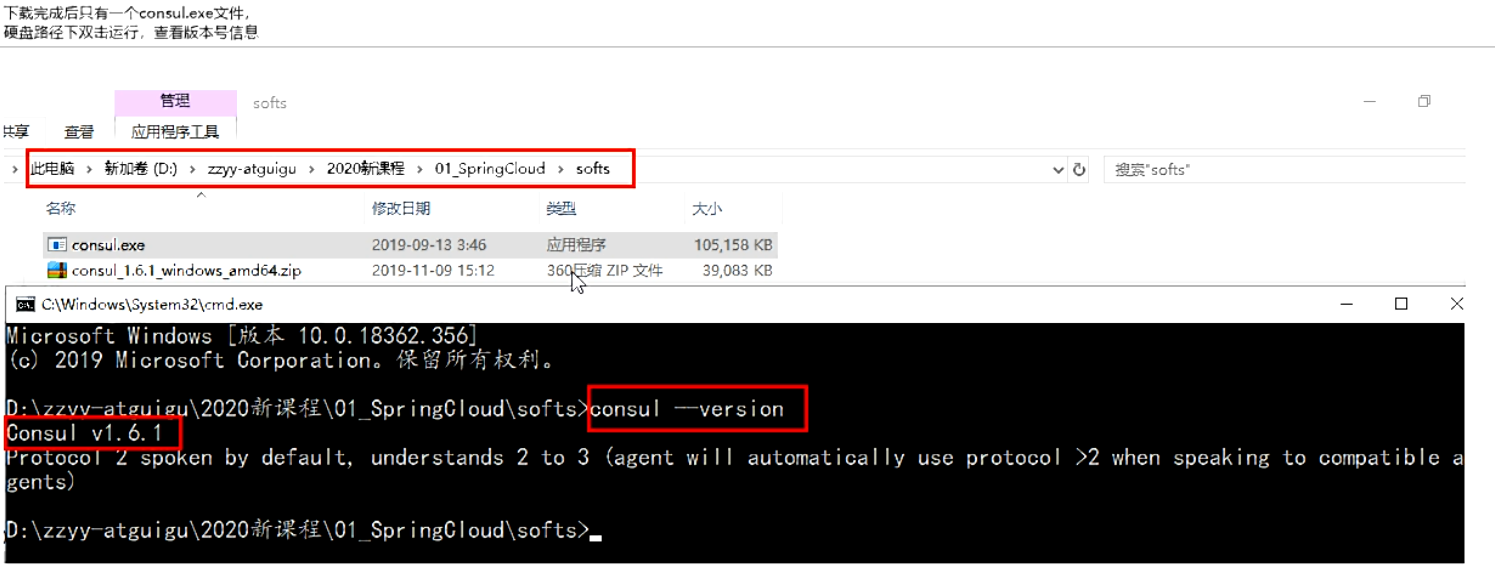 下载完成后只有一个consul.exe文件,
硬盘路径下双击运行,查看版本号信息
管理 softs
共享 查看 应用程序工具
› 此电脑 › 新加卷 (D:) › zzyy-atguigu › 2020新课程 › 01_SpringCloud › softs 搜索"softs"
名称 修改日期 类型 大小
consul.exe 2019-09-13 3:46 应用程序 105,158 KB
consul_1.6.1_windows_amd64.zip 2019-11-09 15:12 360压缩 ZIP 文件 39,083 KB
C:\Windows\System32\cmd.exe
Microsoft Windows [版本 10.0.18362.356]
(c) 2019 Microsoft Corporation。保留所有权利。
D:\zzyy-atguigu\2020新课程\01_SpringCloud\softs>consul --version
Consul v1.6.1
Protocol 2 spoken by default, understands 2 to 3 (agent will automatically use protocol >2 when speaking to compatible a
gents)
D:\zzyy-atguigu\2020新课程\01_SpringCloud\softs>